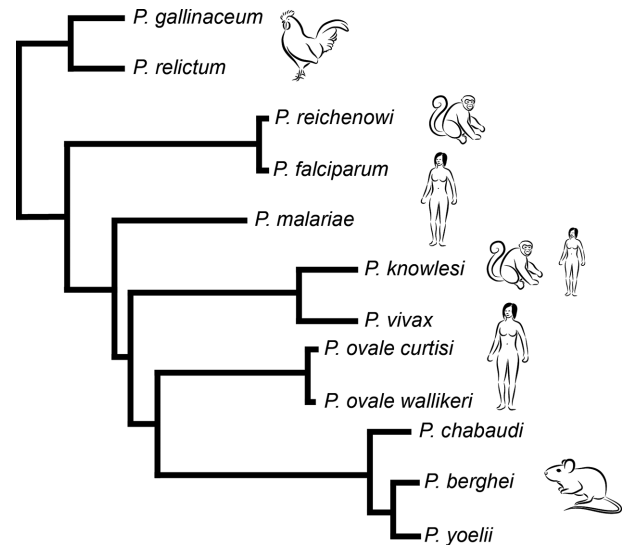 P. gallinaceum
P. relictum
P. reichenowi
P. falciparum
P. malariae
P. knowlesi
P. vivax
P. ovale curtisi
P. ovale wallikeri
P. chabaudi
P. berghei
P. yoelii